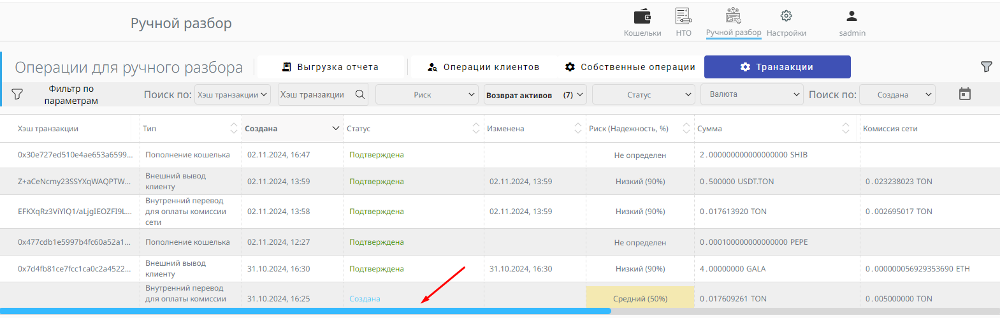 Ручной разбор
Кошельки
НТО
Ручной разбор
Настройки
sadmin
Операции для ручного разбора
Выгрузка отчета
Операции клиентов
Собственные операции
Транзакции
Фильтр по
параметрам
Поиск по:
Хэш транзакции
Хэш транзакции
Риск
Возврат активов (7)
Статус
Валюта
Поиск по:
Создана
Хэш транзакции
Тип
Создана
Статус
Изменена
Риск (Надежность, %)
Сумма
Комиссия сети
0x30e727ed510e4ae653a6599...
Пополнение кошелька
02.11.2024, 16:47
Подтверждена
Не определен
2.000000000000000000 SHIB
Z+aCeNcmy23SSYXqWAQPTW...
Внешний вывод
клиенту
02.11.2024, 13:59
Подтверждена
02.11.2024, 13:59
Низкий (90%)
0.500000 USDT.TON
0.023238023 TON
EFKXqRz3ViYlQ1/aLjgIEOZFI9L...
Внутренний перевод
для оплаты комиссии
сети
02.11.2024, 13:58
Подтверждена
02.11.2024, 13:59
Низкий (90%)
0.017613920 TON
0.002695017 TON
0x477cdb1e5997b4fc60a52a1...
Пополнение кошелька
02.11.2024, 12:27
Подтверждена
Не определен
0.000100000000000000 PEPE
0x7d4fb81ce7fcc1ca0c2a4522...
Внешний вывод
клиенту
31.10.2024, 16:30
Подтверждена
31.10.2024, 16:30
Низкий (90%)
4.00000000 GALA
0.000000056929353690 ETH
Внутренний перевод
для оплаты комиссии
31.10.2024, 16:25
Создана
Средний (50%)
0.017609261 TON
0.005000000 TON